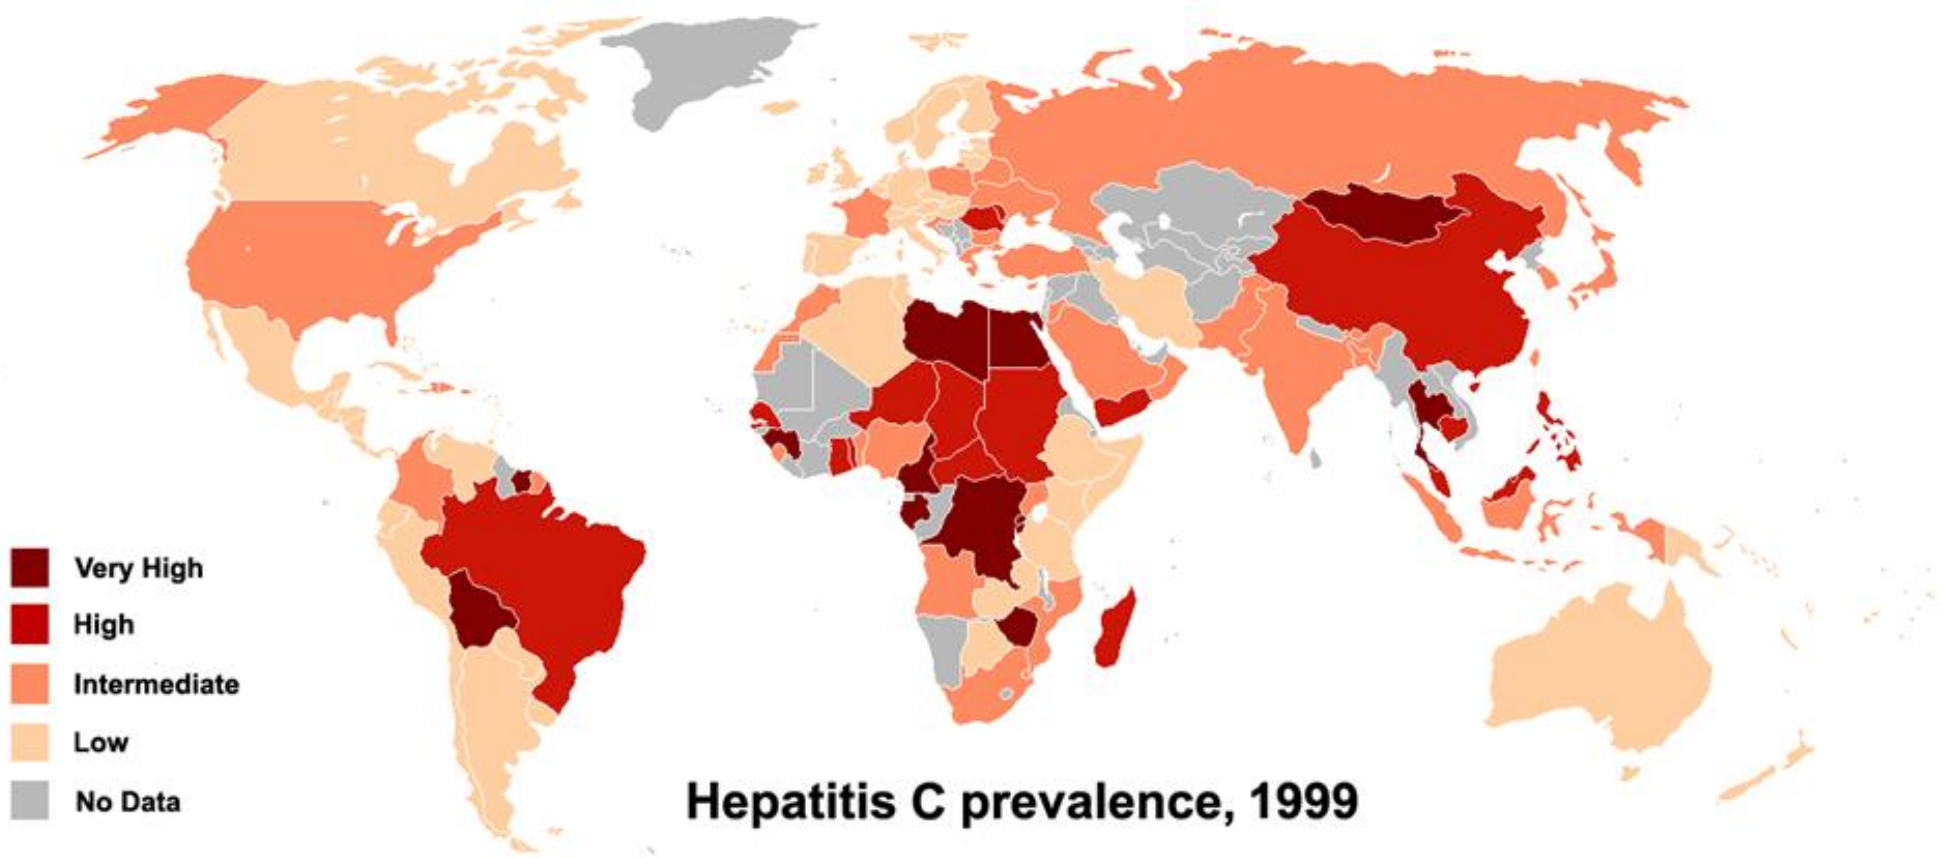 Very High
High
Intermediate
Low
No Data
Hepatitis C prevalence, 1999